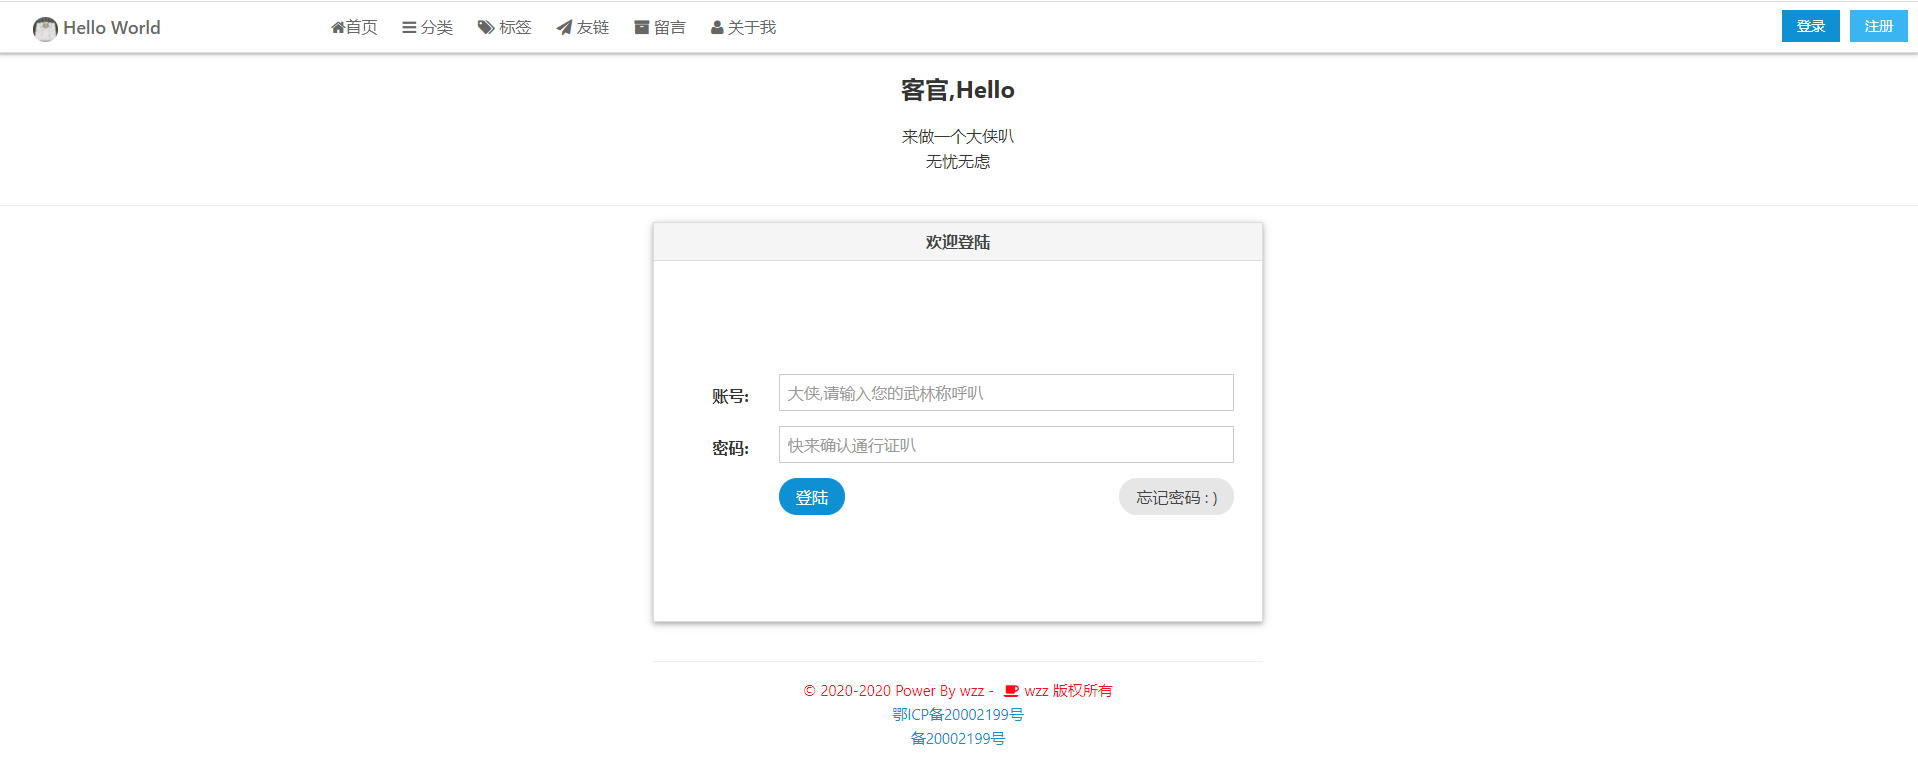 Hello World 首页 分类 标签 友链 留言 关于我 登录 注册
客官,Hello
来做一个大侠叭
无忧无虑
欢迎登陆
账号: 大侠,请输入您的武林称呼叭
密码: 快来确认通行证叭
登陆 忘记密码 : )
© 2020-2020 Power By wzz - wzz 版权所有
鄂ICP备20002199号
备20002199号